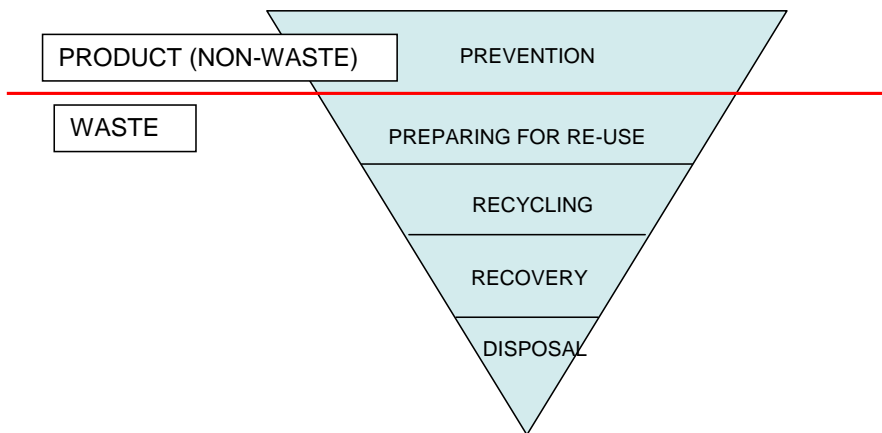 PRODUCT (NON-WASTE)
PREVENTION
WASTE
PREPARING FOR RE-USE
RECYCLING
RECOVERY
DISPOSAL